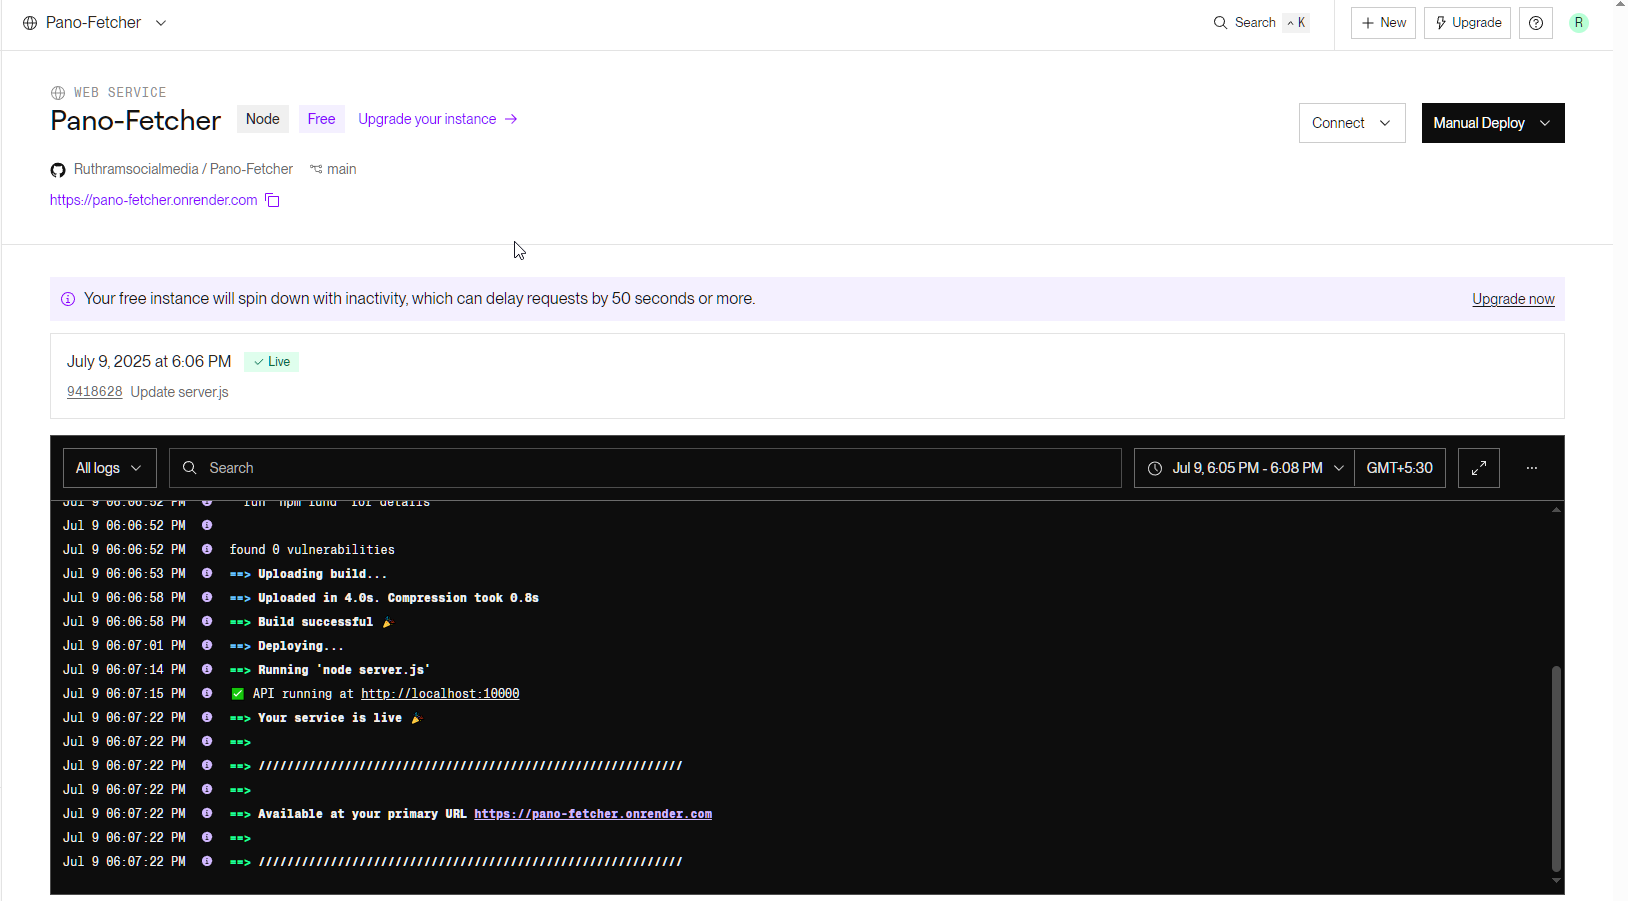 Pano-Fetcher
Search ^ K
+ New
Upgrade
R
WEB SERVICE
Pano-Fetcher Node Free Upgrade your instance →
Connect
Manual Deploy
Ruthramsocialmedia / Pano-Fetcher main
https://pano-fetcher.onrender.com
Your free instance will spin down with inactivity, which can delay requests by 50 seconds or more.
Upgrade now
July 9, 2025 at 6:06 PM ✓ Live
9418628 Update server.js
All logs
Search
Jul 9, 6:05 PM - 6:08 PM
GMT+5:30
···
Jul 9 06:06:52 PM run `npm fund` for details
Jul 9 06:06:52 PM
Jul 9 06:06:52 PM found 0 vulnerabilities
Jul 9 06:06:53 PM ==> Uploading build...
Jul 9 06:06:58 PM ==> Uploaded in 4.0s. Compression took 0.8s
Jul 9 06:06:58 PM ==> Build successful 🎉
Jul 9 06:07:01 PM ==> Deploying...
Jul 9 06:07:14 PM ==> Running 'node server.js'
Jul 9 06:07:15 PM ✅ API running at http://localhost:10000
Jul 9 06:07:22 PM ==> Your service is live 🎉
Jul 9 06:07:22 PM ==>
Jul 9 06:07:22 PM ==> ///////////////////////////////////////////////////////////
Jul 9 06:07:22 PM ==>
Jul 9 06:07:22 PM ==> Available at your primary URL https://pano-fetcher.onrender.com
Jul 9 06:07:22 PM ==>
Jul 9 06:07:22 PM ==> ///////////////////////////////////////////////////////////